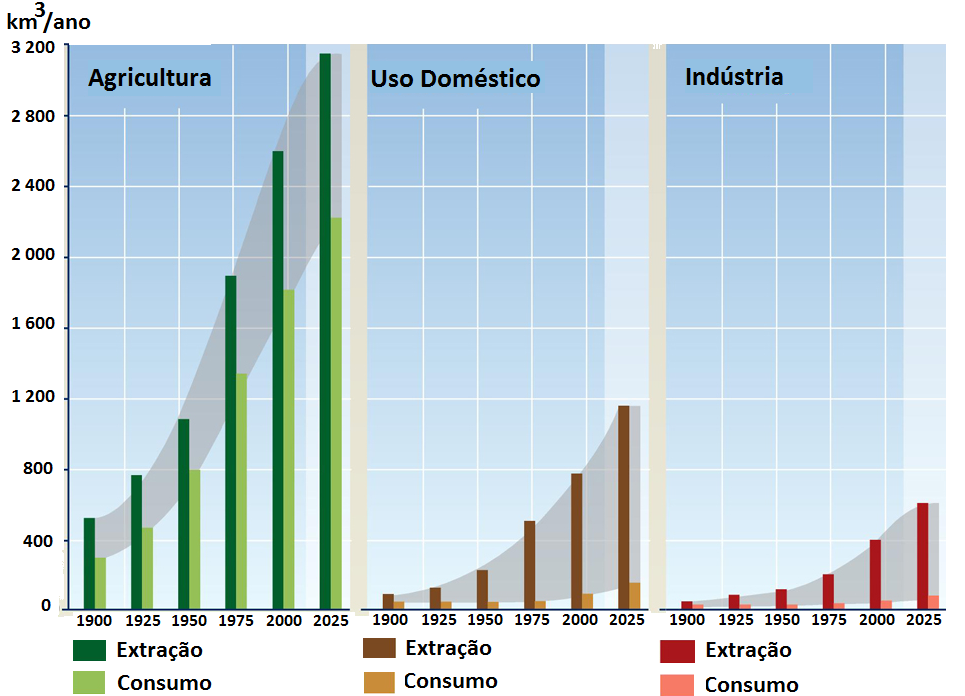 km³/ano
3 200
2 800
2 400
2 000
1 600
1 200
800
400
0
Agricultura
Uso Doméstico
Indústria
1900 1925 1950 1975 2000 2025
1900 1925 1950 1975 2000 2025
1900 1925 1950 1975 2000 2025
Extração
Consumo
Extração
Consumo
Extração
Consumo